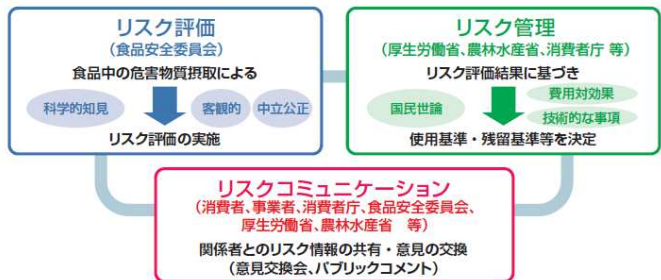 リスク評価
(食品安全委員会)
食品中の危害物質摂取による
科学的知見
客観的
中立公正
リスク評価の実施
リスク管理
(厚生労働省、農林水産省、消費者庁 等)
リスク評価結果に基づき
国民世論
費用対効果
技術的な事項
使用基準・残留基準等を決定
リスクコミュニケーション
(消費者、事業者、消費者庁、食品安全委員会、
厚生労働省、農林水産省 等)
関係者とのリスク情報の共有・意見の交換
(意見交換会、パブリックコメント)